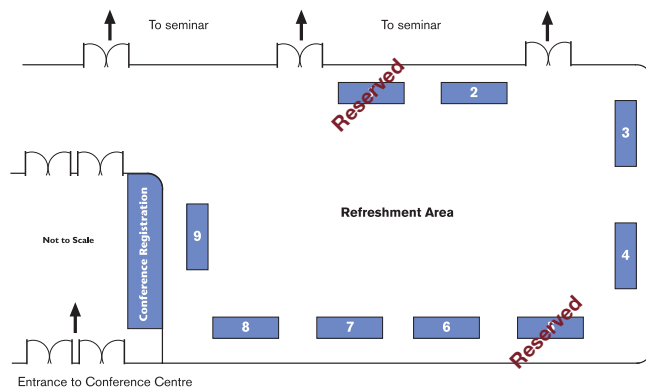 To seminar
To seminar
Reserved
2
3
Conference Registration
9
Refreshment Area
Not to Scale
4
8
7
6
Reserved
Entrance to Conference Centre